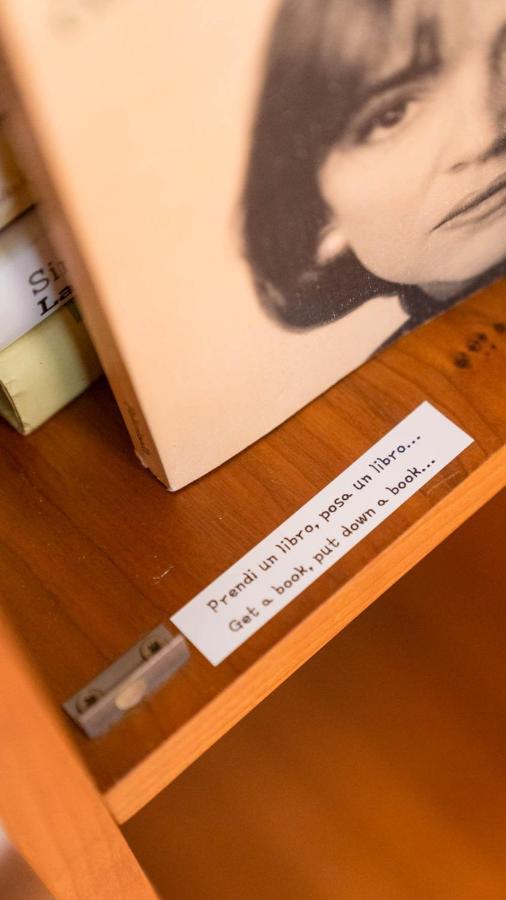 Prendi un libro, posa un libro...
Get a book, put down a book...